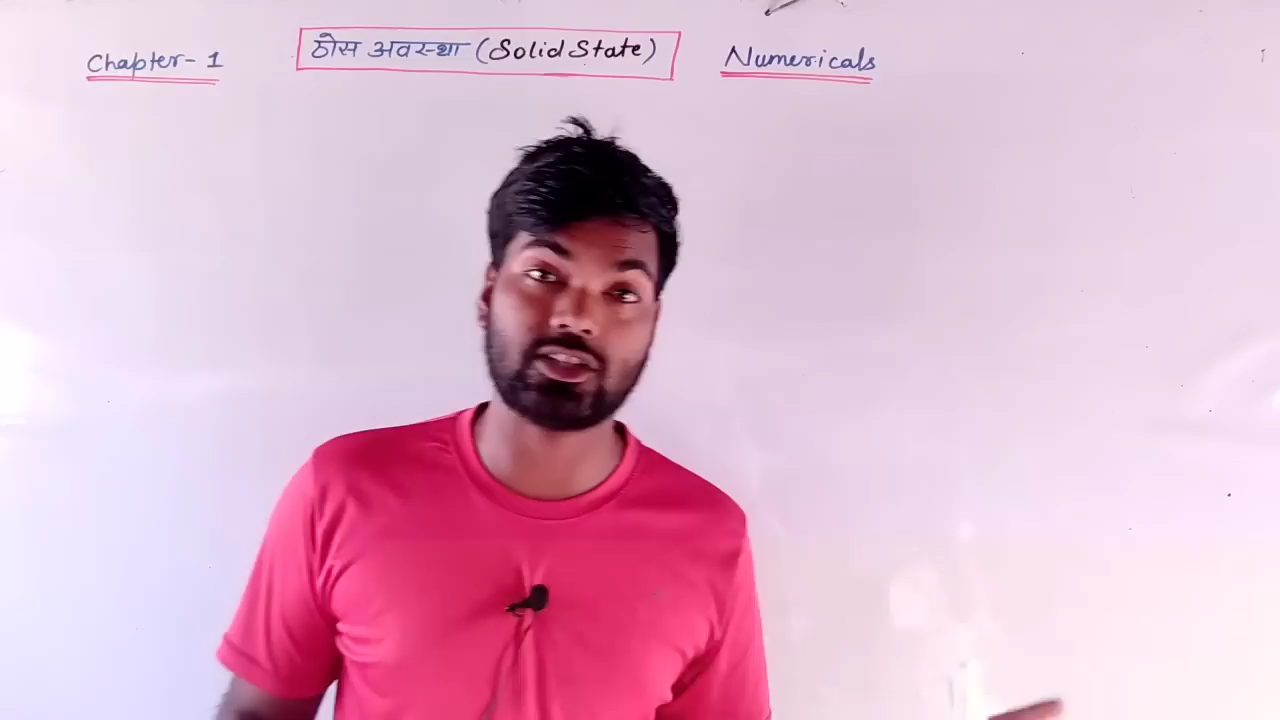 Chapter- 1 ठोस अवस्था (Solid State) Numericals